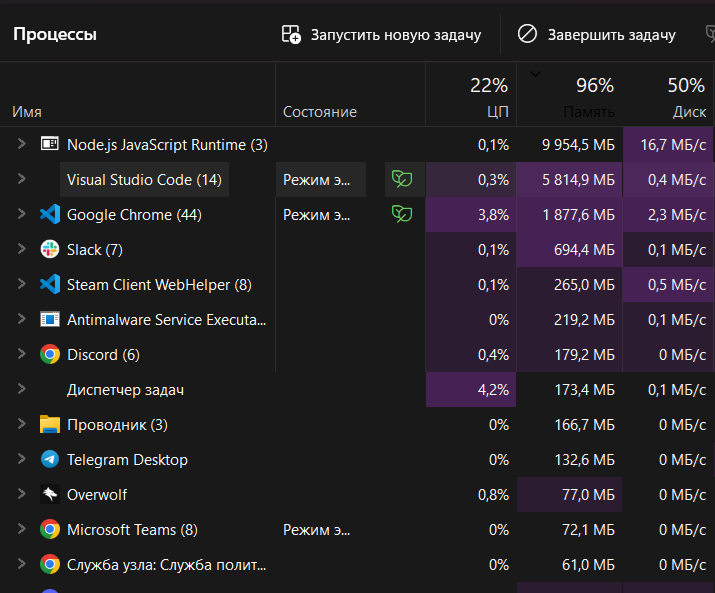 Процессы Запустить новую задачу Завершить задачу
22% 96% 50%
Имя Состояние ЦП Память Диск
Node.js JavaScript Runtime (3) 0,1% 9 954,5 МБ 16,7 МБ/с
Visual Studio Code (14) Режим э... 0,3% 5 814,9 МБ 0,4 МБ/с
Google Chrome (44) Режим э... 3,8% 1 877,6 МБ 2,3 МБ/с
Slack (7) 0,1% 694,4 МБ 0,1 МБ/с
Steam Client WebHelper (8) 0,1% 265,0 МБ 0,5 МБ/с
Antimalware Service Executa... 0% 219,2 МБ 0,1 МБ/с
Discord (6) 0,4% 179,2 МБ 0 МБ/с
Диспетчер задач 4,2% 173,4 МБ 0,1 МБ/с
Проводник (3) 0% 166,7 МБ 0 МБ/с
Telegram Desktop 0% 132,6 МБ 0 МБ/с
Overwolf 0,8% 77,0 МБ 0 МБ/с
Microsoft Teams (8) Режим э... 0% 72,1 МБ 0 МБ/с
Служба узла: Служба полит... 0% 61,0 МБ 0 МБ/с